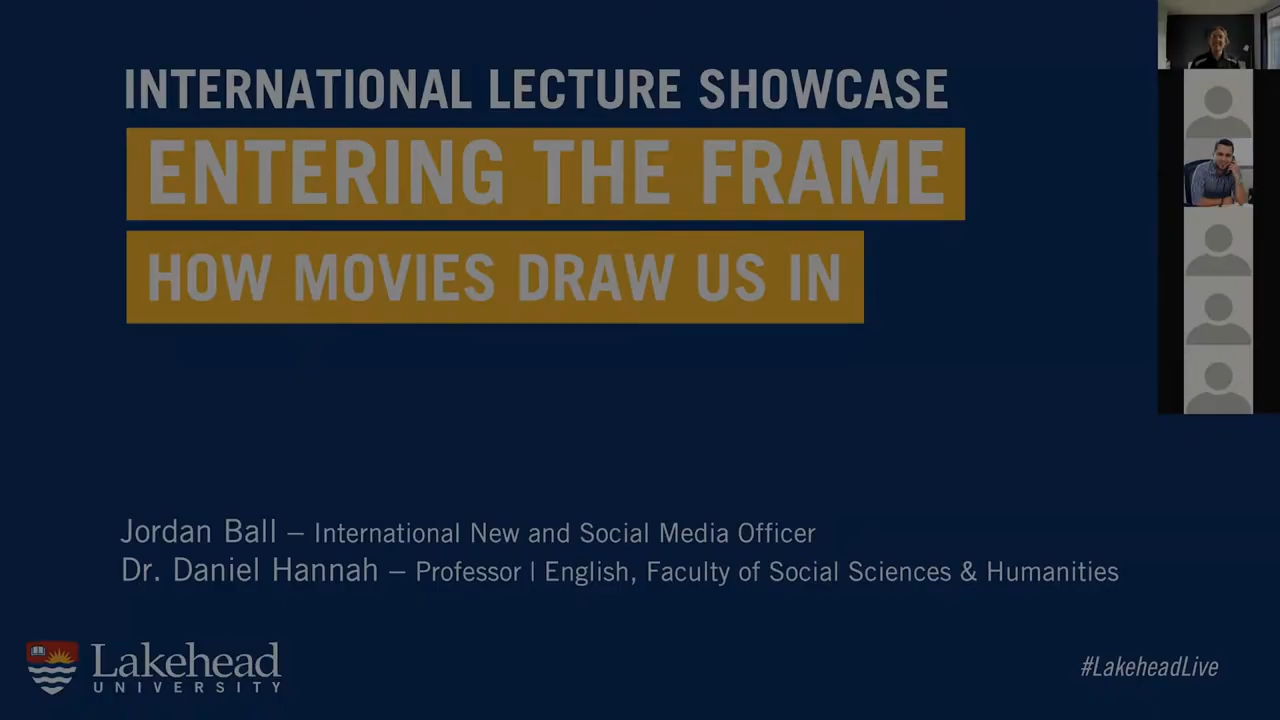 INTERNATIONAL LECTURE SHOWCASE
ENTERING THE FRAME
HOW MOVIES DRAW US IN
Jordan Ball – International New and Social Media Officer
Dr. Daniel Hannah – Professor | English, Faculty of Social Sciences & Humanities
Lakehead
UNIVERSITY
#LakeheadLive